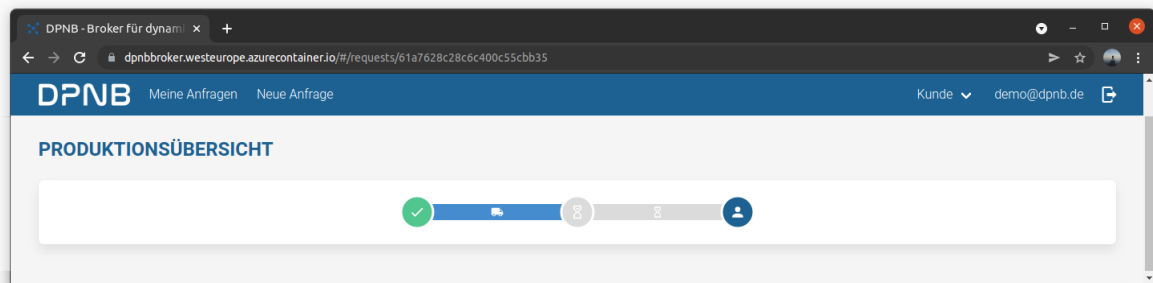 DPNB - Broker für dynami
dpnbbroker.westeurope.azurecontainer.io/#/requests/61a7628c28c6c400c55cbb35
DPNB Meine Anfragen Neue Anfrage Kunde demo@dpnb.de
PRODUKTIONSÜBERSICHT